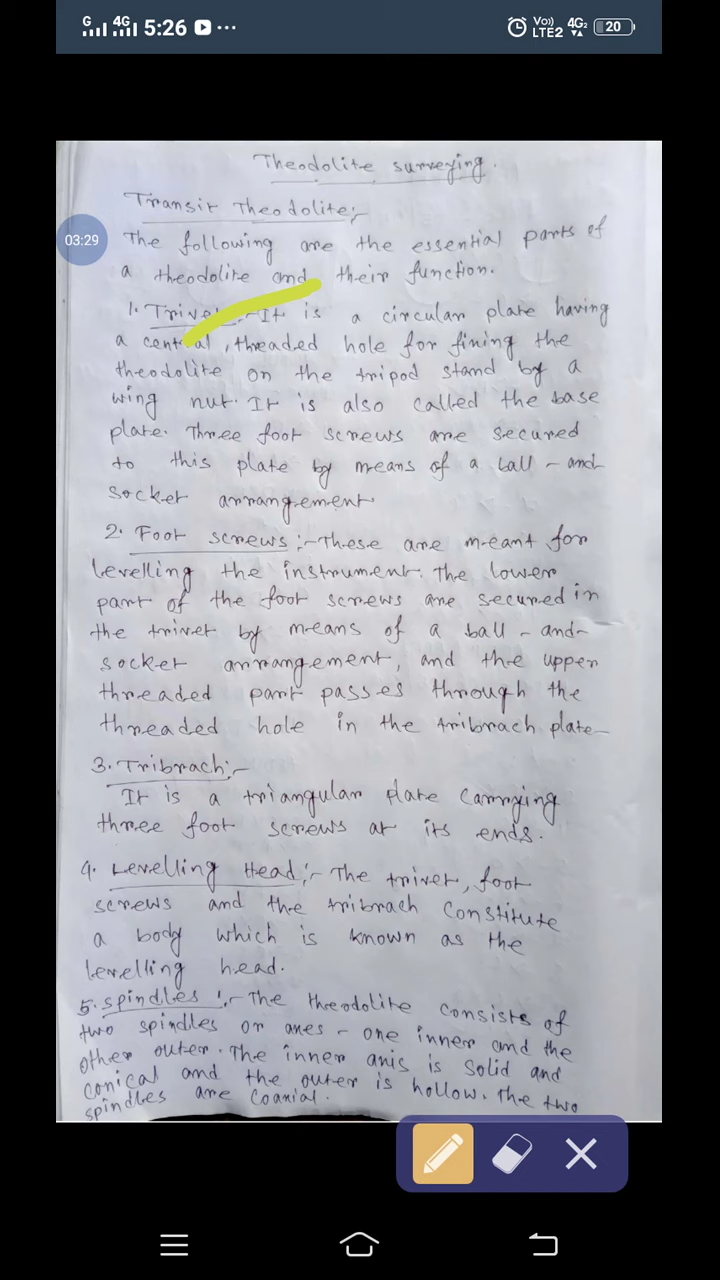 5:26
Vo))
LTE2
4G
20
03:29
Theodolite surveying.
Transit Theodolite:-
The following are the essential parts of
a theodolite and their function.
1. Trivet :- It is a circular plate having
a central, threaded hole for fining the
theodolite on the tripod stand by a
wing nut. It is also called the base
plate. Three foot screws are secured
to this plate by means of a ball - and-
socket arrangement.
2. Foot screws :- These are meant for
levelling the instrument. The lower
part of the foot screws are secured in
the trivet by means of a ball - and-
socket arrangement, and the upper
threaded part passes through the
threaded hole in the tribrach plate-
3. Tribrach:-
It is a triangular plate carrying
three foot screws at its ends.
4. Levelling Head:- The trivet, foot
screws and the tribrach constitute
a body which is known as the
levelling head.
5. Spindles :- The theodolite consists of
two spindles or axes - one inner and the
other outer. The inner axis is solid and
conical and the outer is hollow. The two
spindles are coaxial.